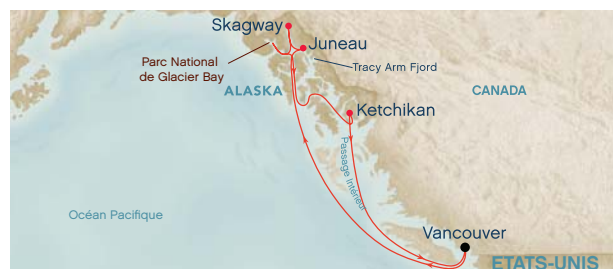 Skagway
Juneau
Parc National
de Glacier Bay
Tracy Arm Fjord
ALASKA
CANADA
Ketchikan
Passage Intérieur
Océan Pacifique
Vancouver
ETATS-UNIS